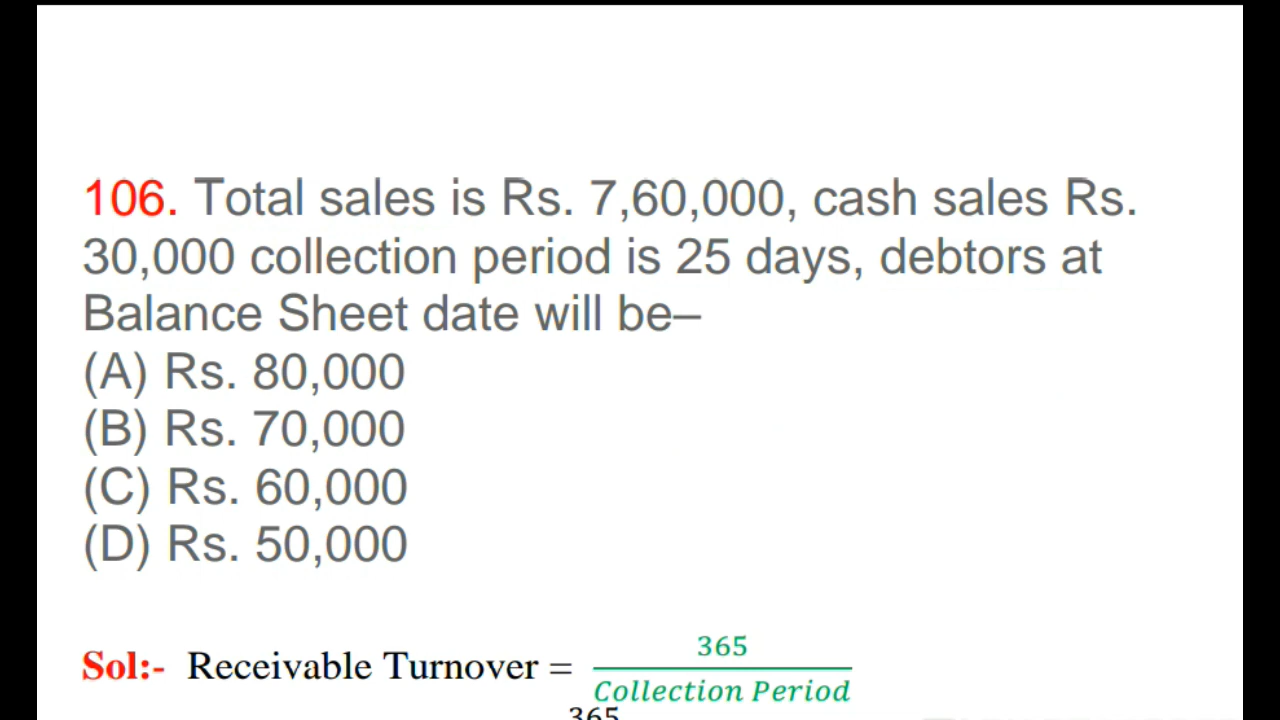 106. Total sales is Rs. 7,60,000, cash sales Rs.
30,000 collection period is 25 days, debtors at
Balance Sheet date will be–
(A) Rs. 80,000
(B) Rs. 70,000
(C) Rs. 60,000
(D) Rs. 50,000
Sol:- Receivable Turnover = 365
Collection Period
365